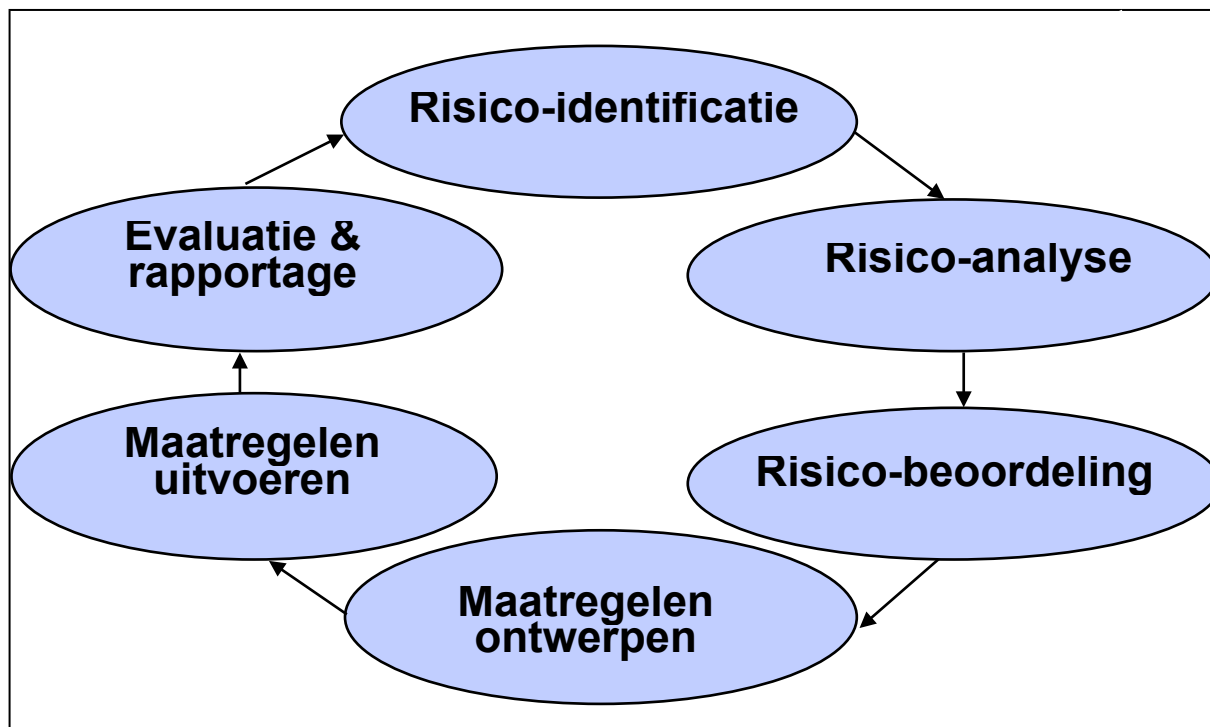 Risico-identificatie
Risico-analyse
Risico-beoordeling
Maatregelen
ontwerpen
Maatregelen
uitvoeren
Evaluatie &
rapportage